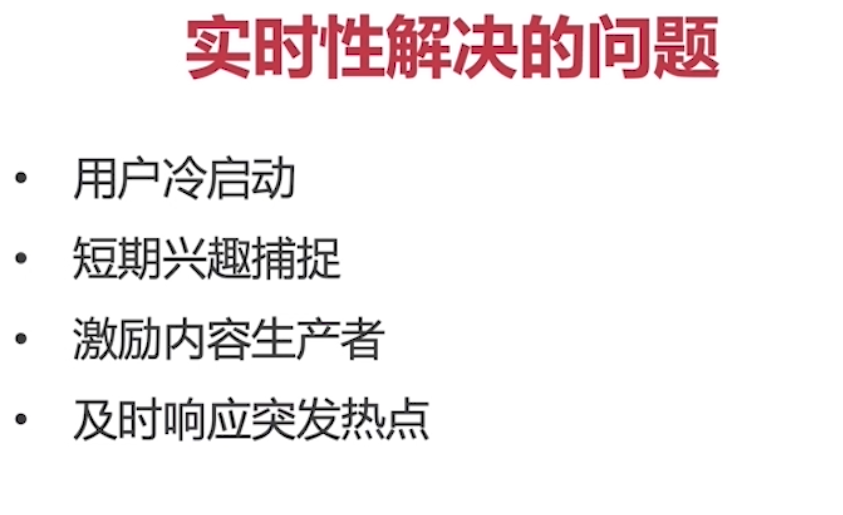 实时性解决的问题
• 用户冷启动
• 短期兴趣捕捉
• 激励内容生产者
• 及时响应突发热点